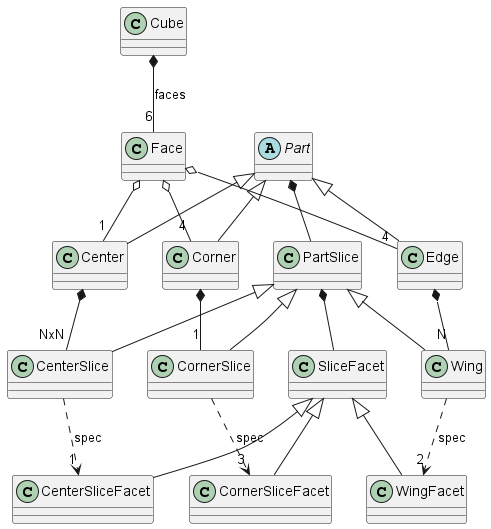 C Cube
faces
6
C Face
A Part
1
4
4
C Center
C Corner
C PartSlice
C Edge
NxN
1
N
C CenterSlice
C CornerSlice
C SliceFacet
C Wing
spec
spec
spec
1
3
2
C CenterSliceFacet
C CornerSliceFacet
C WingFacet